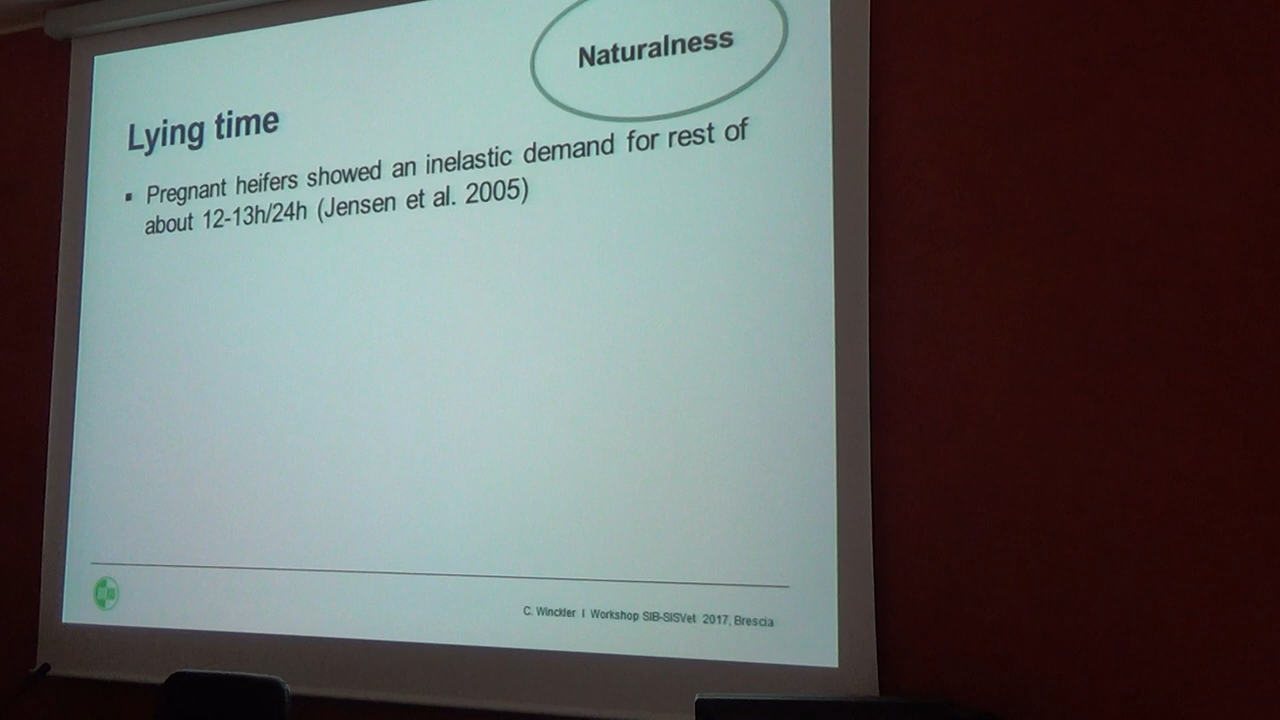 Naturalness
Lying time
▪ Pregnant heifers showed an inelastic demand for rest of
about 12-13h/24h (Jensen et al. 2005)
C. Winckler I Workshop SIB-SISVet 2017, Brescia